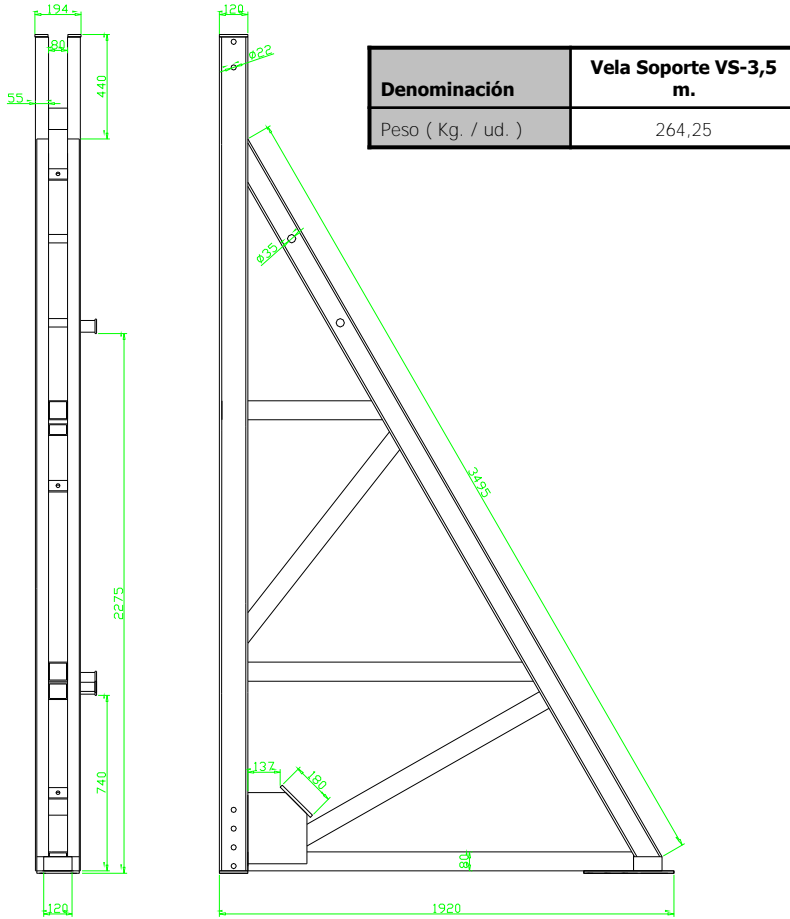 194
80
440
55
2275
740
120
120
ø22
Denominación
Vela Soporte VS-3,5
m.
Peso ( Kg. / ud. )
264,25
ø35
3495
137
180
80
1920